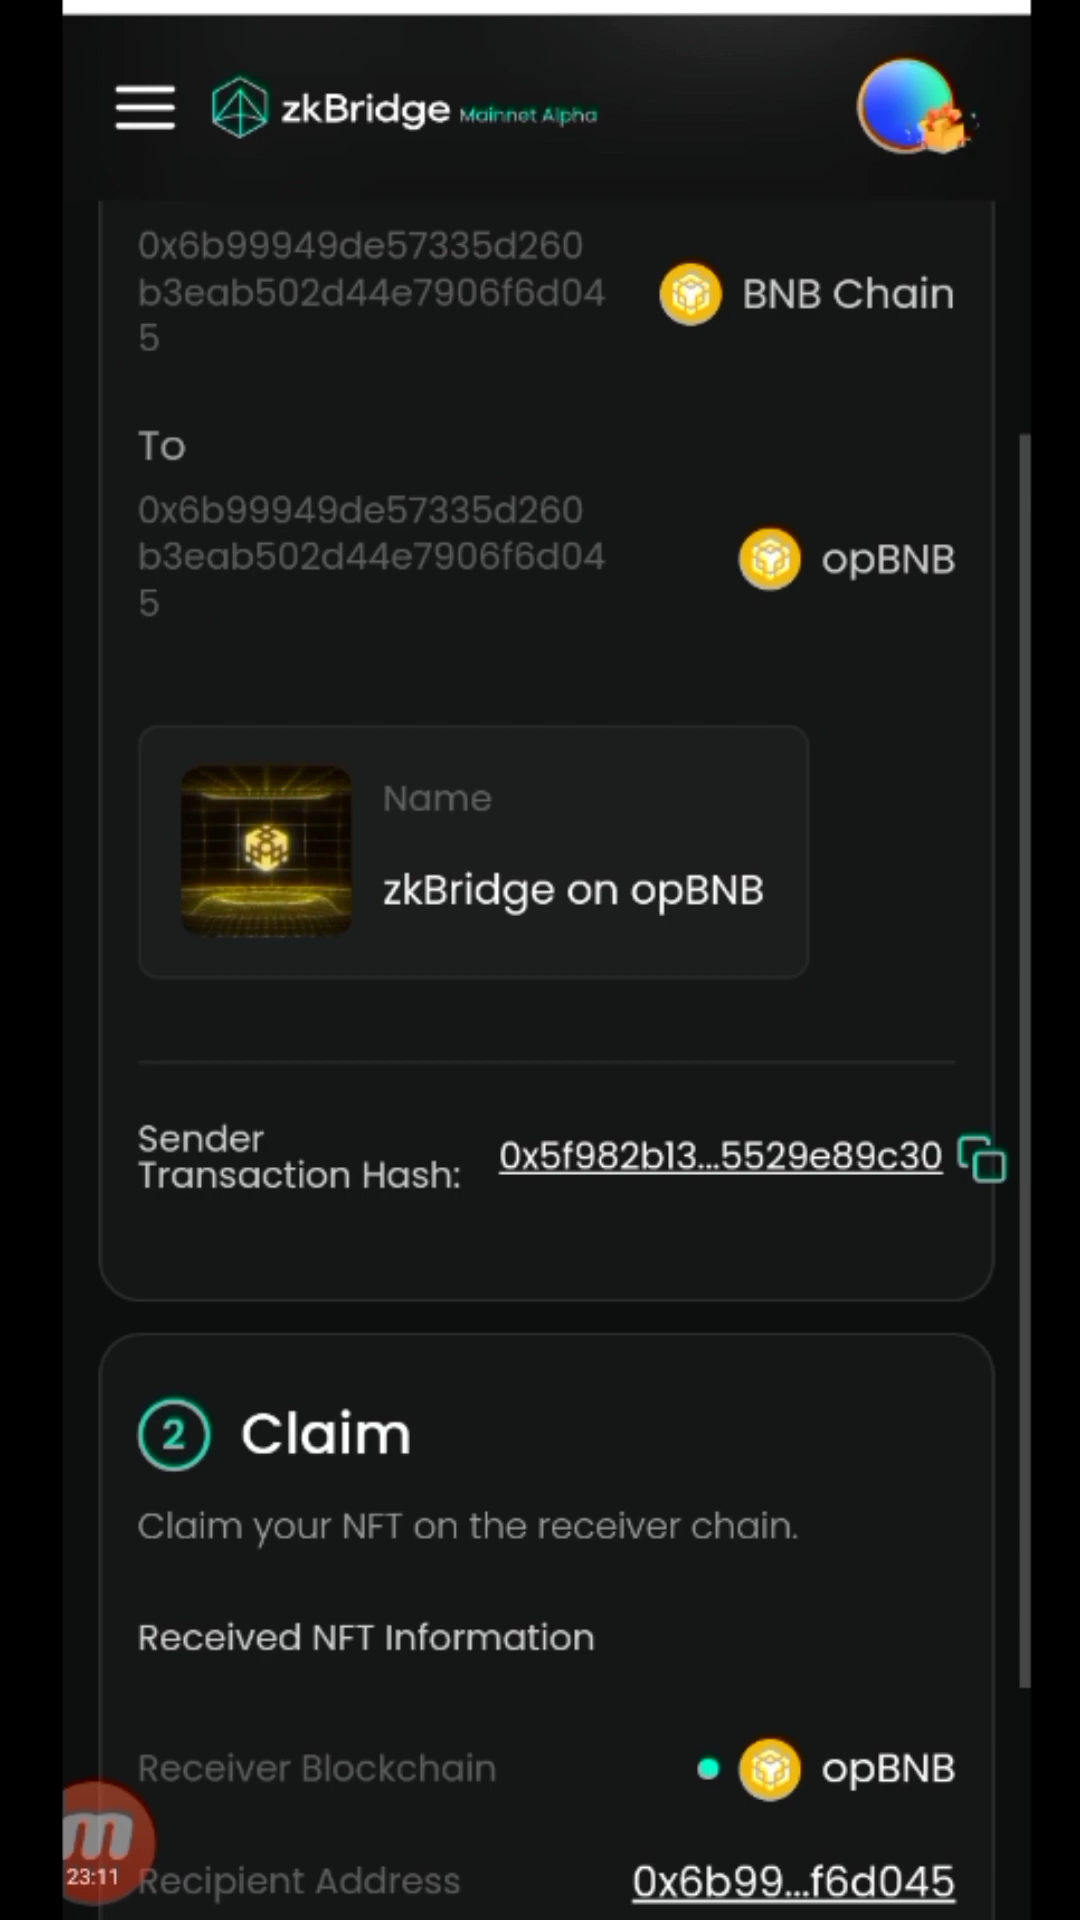 zkBridge Mainnet Alpha
0x6b99949de57335d260
b3eab502d44e7906f6d04
5
BNB Chain
To
0x6b99949de57335d260
b3eab502d44e7906f6d04
5
opBNB
Name
zkBridge on opBNB
Sender
Transaction Hash:
0x5f982b13...5529e89c30
2 Claim
Claim your NFT on the receiver chain.
Received NFT Information
Receiver Blockchain
opBNB
m
23:11
Recipient Address
0x6b99...f6d045